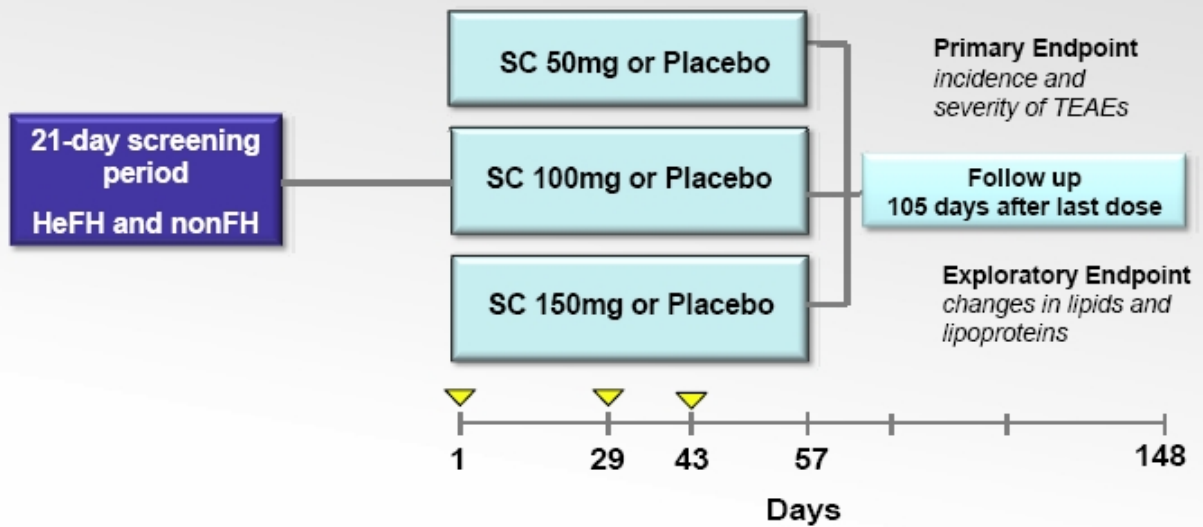 21-day screening
period
HeFH and nonFH
SC 50mg or Placebo
SC 100mg or Placebo
SC 150mg or Placebo
Primary Endpoint
incidence and
severity of TEAEs
Follow up
105 days after last dose
Exploratory Endpoint
changes in lipids and
lipoproteins
1 29 43 57 148
Days